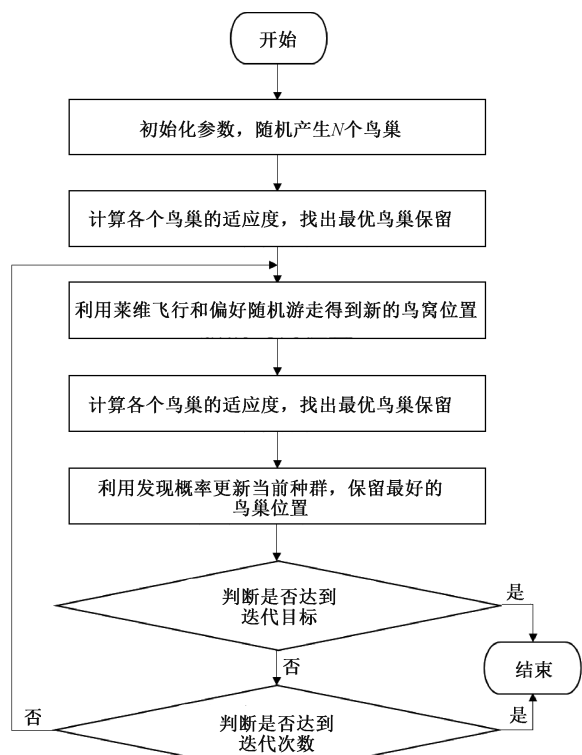 开始
初始化参数，随机产生N个鸟巢
计算各个鸟巢的适应度，找出最优鸟巢保留
利用莱维飞行和偏好随机游走得到新的鸟窝位置
计算各个鸟巢的适应度，找出最优鸟巢保留
利用发现概率更新当前种群，保留最好的
鸟巢位置
判断是否达到
迭代目标
是
否
结束
否
判断是否达到
迭代次数
是